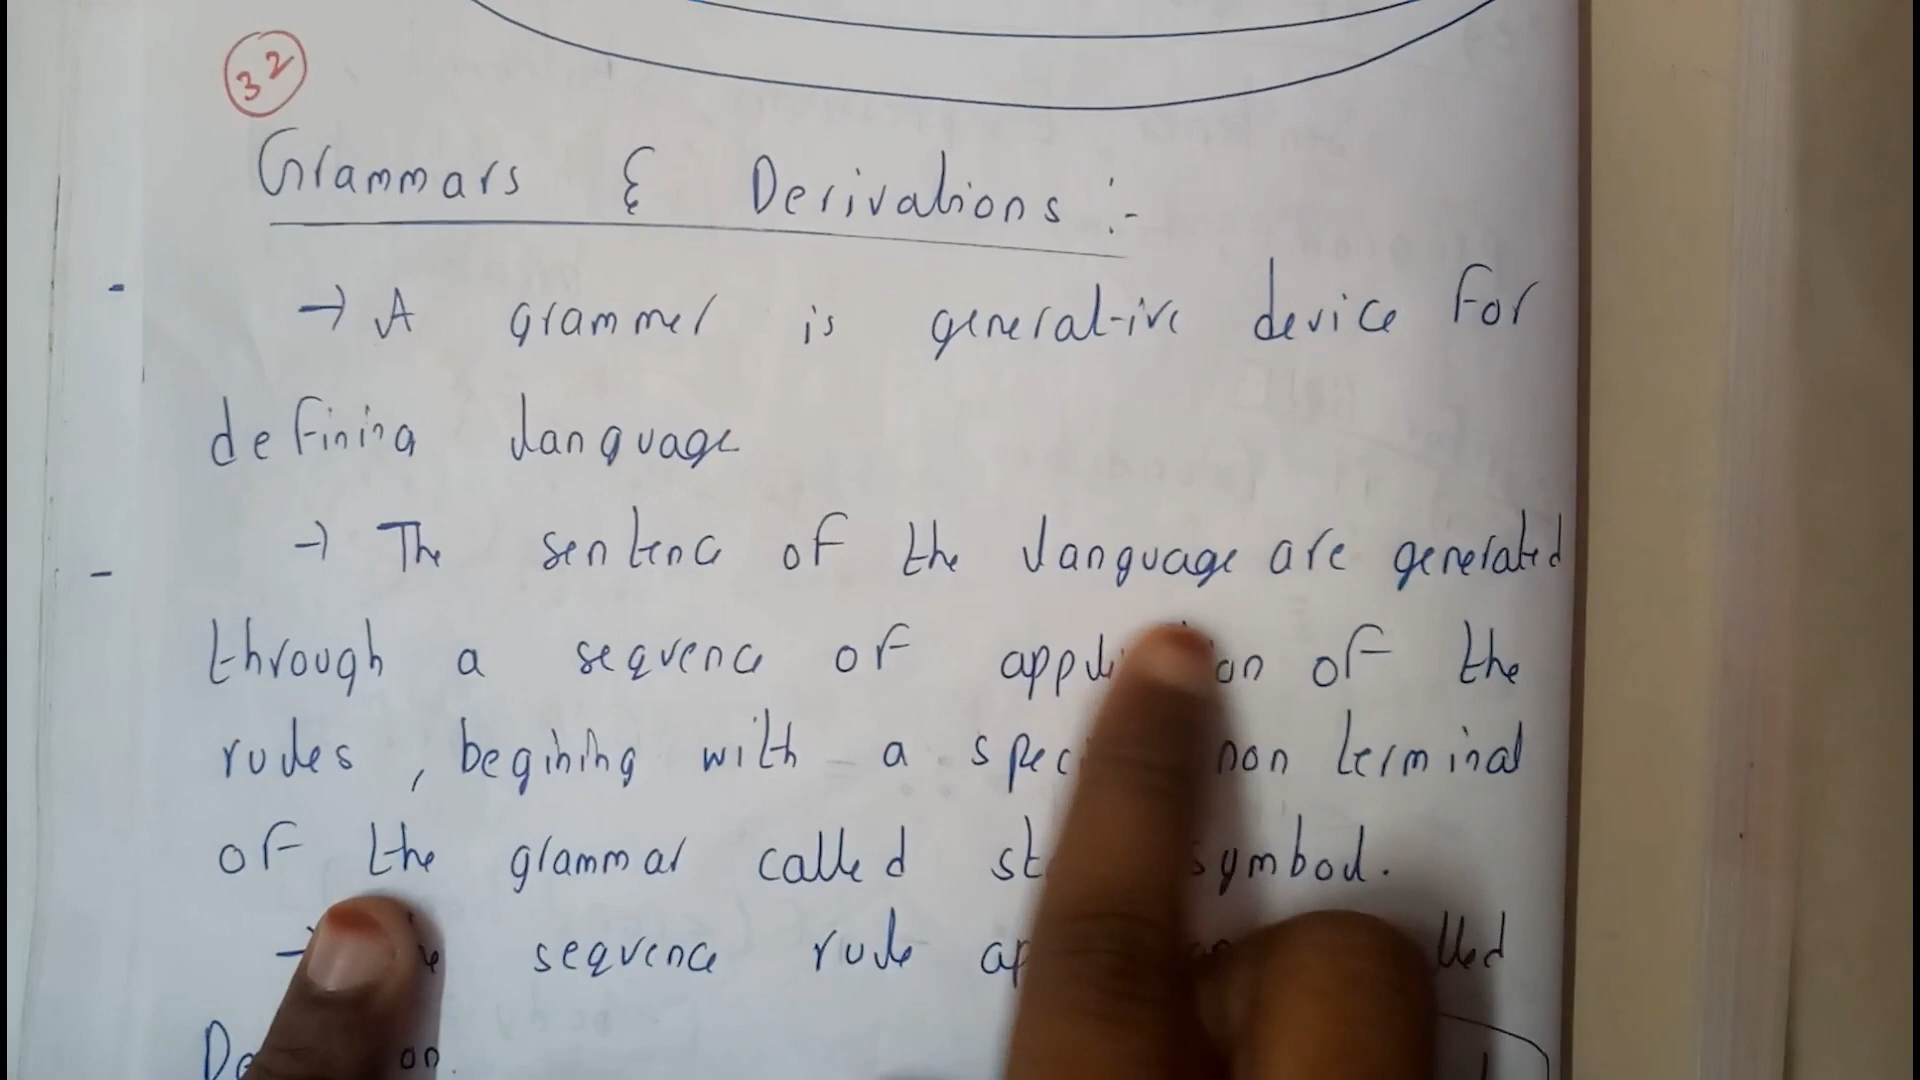 32
Grammars & Derivations :-
→ A grammer is generative device for
defining language
→ The sentence of the language are generated
through a sequence of of the
rules , begining with a non terminal
of the grammar called symbol.
→ sequence rule